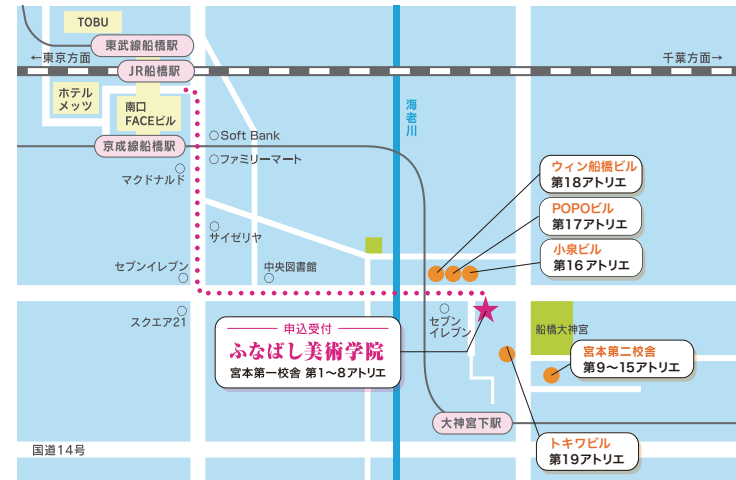 TOBU
東武線船橋駅
←東京方面
千葉方面→
JR船橋駅
ホテル
メッツ
南口
FACEビル
海老川
○Soft Bank
京成線船橋駅
○ファミリーマート
マクドナルド
ウィン船橋ビル
第18アトリエ
POPOビル
第17アトリエ
サイゼリヤ
小泉ビル
第16アトリエ
セブンイレブン
中央図書館
スクエア21
セブン
イレブン
船橋大神宮
申込受付
ふなばし美術学院
宮本第一校舎 第1～8アトリエ
宮本第二校舎
第9～15アトリエ
大神宮下駅
トキワビル
第19アトリエ
国道14号